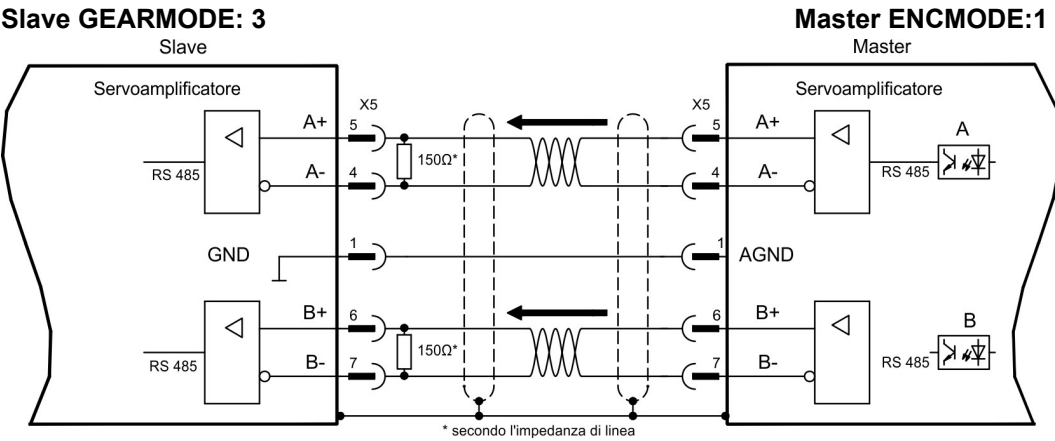 Slave GEARMODE: 3
Master ENCMODE:1
Slave
Master
Servoamplificatore
Servoamplificatore
X5
X5
A+
5
5
A+
A
RS 485
150Ω*
RS 485
A-
4
4
A-
GND
1
1
AGND
B+
6
6
B+
B
RS 485
150Ω*
RS 485
B-
7
7
B-
* secondo l'impedanza di linea